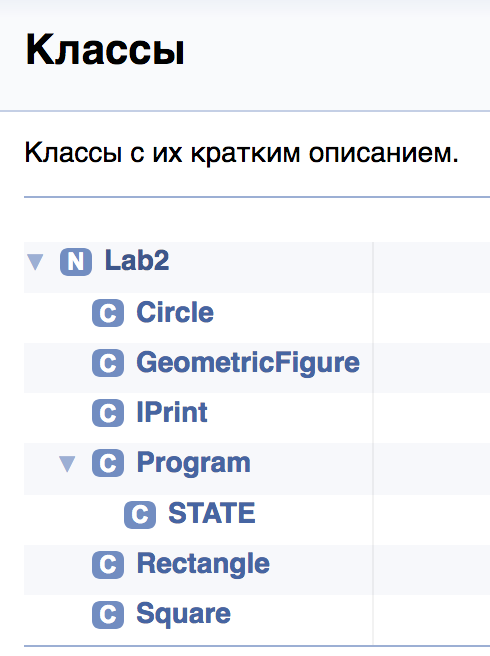 Классы
Классы с их кратким описанием.
▼ N Lab2
C Circle
C GeometricFigure
C IPrint
▼ C Program
C STATE
C Rectangle
C Square